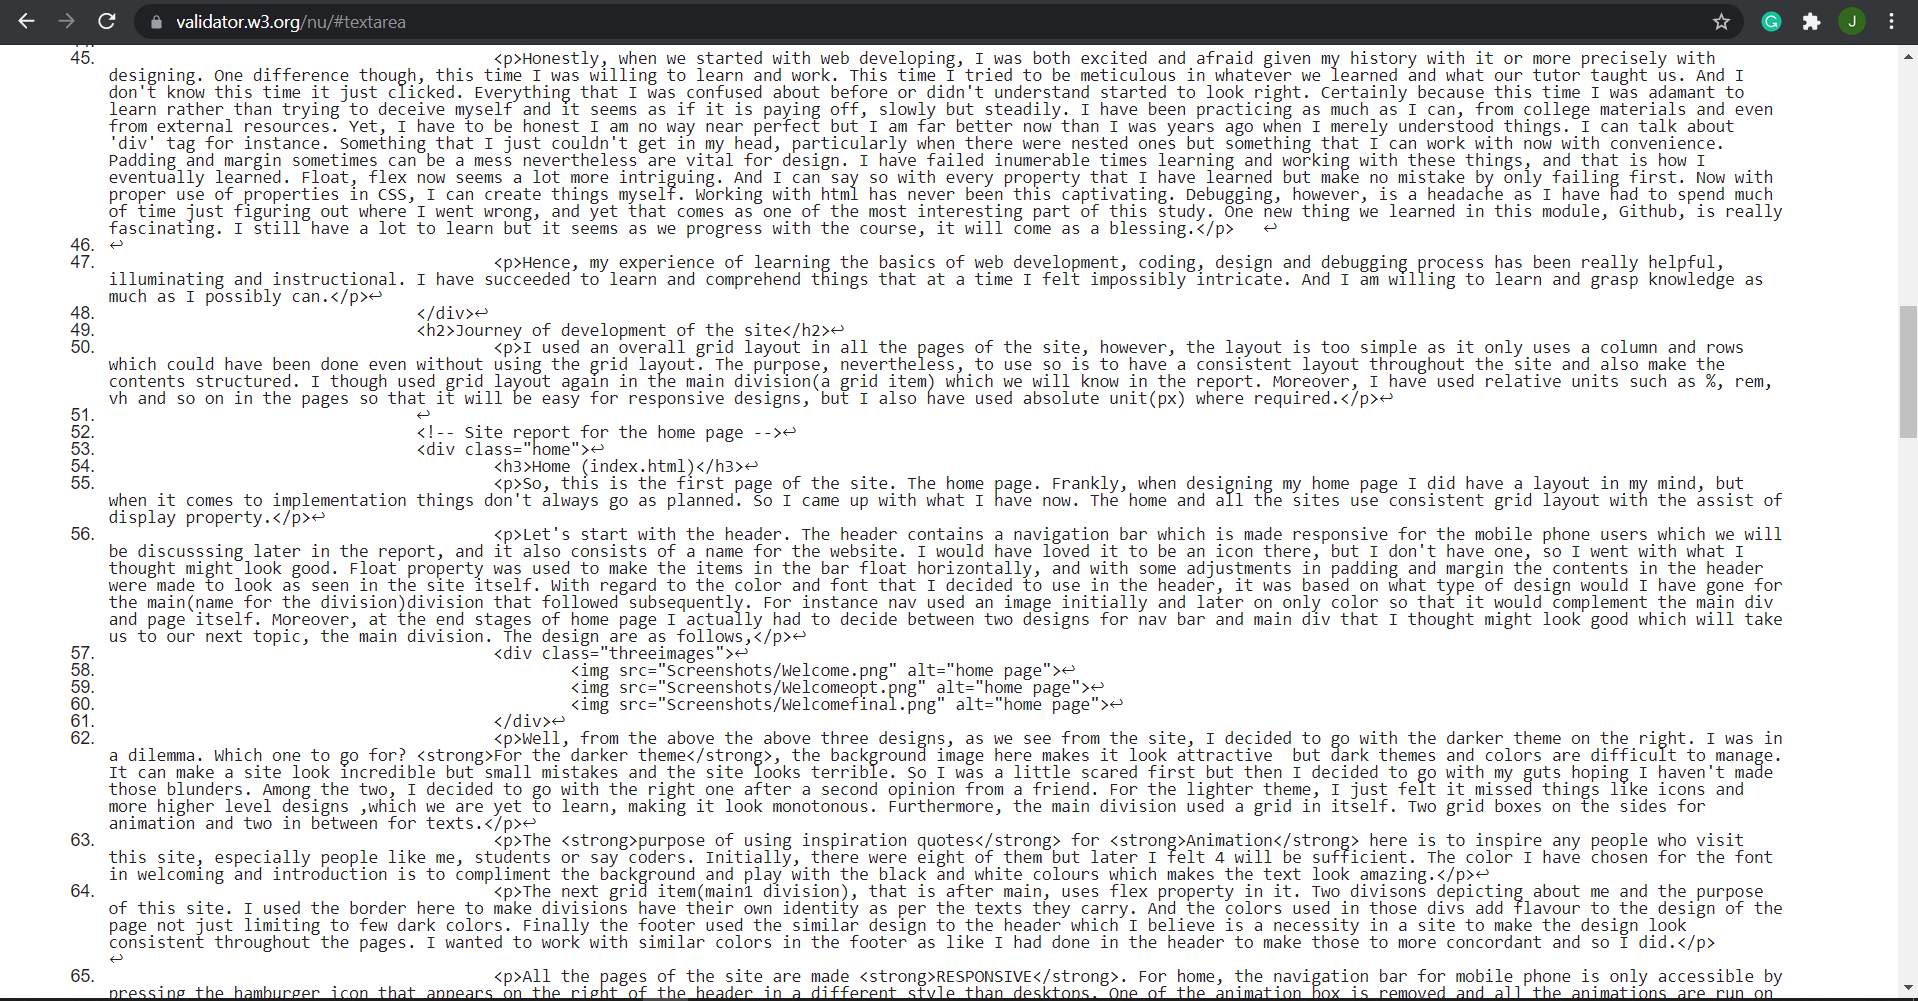 validator.w3.org/nu/#textarea
J
45. <p>Honestly, when we started with web developing, I was both excited and afraid given my history with it or more precisely with
designing. One difference though, this time I was willing to learn and work. This time I tried to be meticulous in whatever we learned and what our tutor taught us. And I
don't know this time it just clicked. Everything that I was confused about before or didn't understand started to look right. Certainly because this time I was adamant to
learn rather than trying to deceive myself and it seems as if it is paying off, slowly but steadily. I have been practicing as much as I can, from college materials and even
from external resources. Yet, I have to be honest I am no way near perfect but I am far better now than I was years ago when I merely understood things. I can talk about
'div' tag for instance. Something that I just couldn't get in my head, particularly when there were nested ones but something that I can work with now with convenience.
Padding and margin sometimes can be a mess nevertheless are vital for design. I have failed inumerable times learning and working with these things, and that is how I
eventually learned. Float, flex now seems a lot more intriguing. And I can say so with every property that I have learned but make no mistake by only failing first. Now with
proper use of properties in CSS, I can create things myself. Working with html has never been this captivating. Debugging, however, is a headache as I have had to spend much
of time just figuring out where I went wrong, and yet that comes as one of the most interesting part of this study. One new thing we learned in this module, Github, is really
fascinating. I still have a lot to learn but it seems as we progress with the course, it will come as a blessing.</p> ↩
46. ↩
47. <p>Hence, my experience of learning the basics of web development, coding, design and debugging process has been really helpful,
illuminating and instructional. I have succeeded to learn and comprehend things that at a time I felt impossibly intricate. And I am willing to learn and grasp knowledge as
much as I possibly can.</p>↩
48. </div>↩
49. <h2>Journey of development of the site</h2>↩
50. <p>I used an overall grid layout in all the pages of the site, however, the layout is too simple as it only uses a column and rows
which could have been done even without using the grid layout. The purpose, nevertheless, to use so is to have a consistent layout throughout the site and also make the
contents structured. I though used grid layout again in the main division(a grid item) which we will know in the report. Moreover, I have used relative units such as %, rem,
vh and so on in the pages so that it will be easy for responsive designs, but I also have used absolute unit(px) where required.</p>↩
51. ↩
52. <!-- Site report for the home page -->↩
53. <div class="home">↩
54. <h3>Home (index.html)</h3>↩
55. <p>So, this is the first page of the site. The home page. Frankly, when designing my home page I did have a layout in my mind, but
when it comes to implementation things don't always go as planned. So I came up with what I have now. The home and all the sites use consistent grid layout with the assist of
display property.</p>↩
56. <p>Let's start with the header. The header contains a navigation bar which is made responsive for the mobile phone users which we will
be discusssing later in the report, and it also consists of a name for the website. I would have loved it to be an icon there, but I don't have one, so I went with what I
thought might look good. Float property was used to make the items in the bar float horizontally, and with some adjustments in padding and margin the contents in the header
were made to look as seen in the site itself. With regard to the color and font that I decided to use in the header, it was based on what type of design would I have gone for
the main(name for the division)division that followed subsequently. For instance nav used an image initially and later on only color so that it would complement the main div
and page itself. Moreover, at the end stages of home page I actually had to decide between two designs for nav bar and main div that I thought might look good which will take
us to our next topic, the main division. The design are as follows,</p>↩
57. <div class="threeimages">↩
58. <img src="Screenshots/Welcome.png" alt="home page">↩
59. <img src="Screenshots/Welcomeopt.png" alt="home page">↩
60. <img src="Screenshots/Welcomefinal.png" alt="home page">↩
61. </div>↩
62. <p>Well, from the above the above three designs, as we see from the site, I decided to go with the darker theme on the right. I was in
a dilemma. Which one to go for? <strong>For the darker theme</strong>, the background image here makes it look attractive  but dark themes and colors are difficult to manage.
It can make a site look incredible but small mistakes and the site looks terrible. So I was a little scared first but then I decided to go with my guts hoping I haven't made
those blunders. Among the two, I decided to go with the right one after a second opinion from a friend. For the lighter theme, I just felt it missed things like icons and
more higher level designs ,which we are yet to learn, making it look monotonous. Furthermore, the main division used a grid in itself. Two grid boxes on the sides for
animation and two in between for texts.</p>↩
63. <p>The <strong>purpose of using inspiration quotes</strong> for <strong>Animation</strong> here is to inspire any people who visit
this site, especially people like me, students or say coders. Initially, there were eight of them but later I felt 4 will be sufficient. The color I have chosen for the font
in welcoming and introduction is to compliment the background and play with the black and white colours which makes the text look amazing.</p>↩
64. <p>The next grid item(main1 division), that is after main, uses flex property in it. Two divisons depicting about me and the purpose
of this site. I used the border here to make divisions have their own identity as per the texts they carry. And the colors used in those divs add flavour to the design of the
page not just limiting to few dark colors. Finally the footer used the similar design to the header which I believe is a necessity in a site to make the design look
consistent throughout the pages. I wanted to work with similar colors in the footer as like I had done in the header to make those to more concordant and so I did.</p>
↩
65. <p>All the pages of the site are made <strong>RESPONSIVE</strong>. For home, the navigation bar for mobile phone is only accessible by
pressing the hamburger icon that appears on the right of the header in a different style than desktops. One of the animation box is removed and all the animations are run on